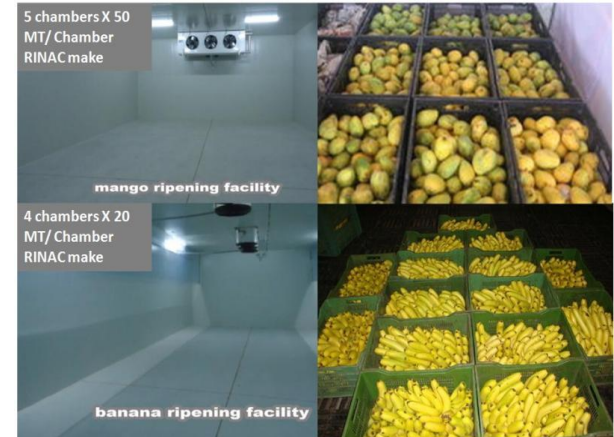 5 chambers X 50
MT/ Chamber
RINAC make
mango ripening facility
4 chambers X 20
MT/ Chamber
RINAC make
banana ripening facility